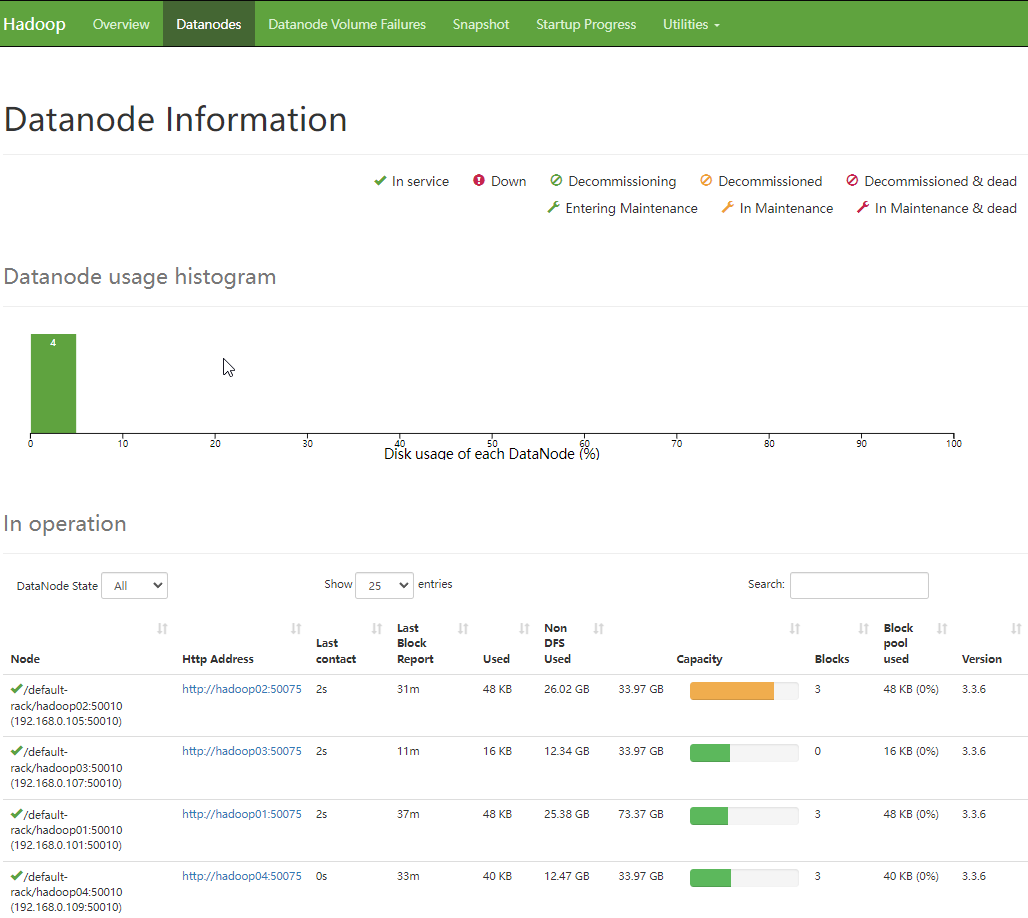 Hadoop Overview Datanodes Datanode Volume Failures Snapshot Startup Progress Utilities
Datanode Information
In service Down Decommissioning Decommissioned Decommissioned & dead
Entering Maintenance In Maintenance In Maintenance & dead
Datanode usage histogram
4
0 10 20 30 40 50 60 70 80 90 100
Disk usage of each DataNode (%)
In operation
DataNode State All Show 25 entries Search:
Node Http Address Last contact Last Block Report Used Non DFS Used Capacity Blocks Block pool used Version
/default- http://hadoop02:50075 2s 31m 48 KB 26.02 GB 33.97 GB 3 48 KB (0%) 3.3.6
rack/hadoop02:50010
(192.168.0.105:50010)
/default- http://hadoop03:50075 2s 11m 16 KB 12.34 GB 33.97 GB 0 16 KB (0%) 3.3.6
rack/hadoop03:50010
(192.168.0.107:50010)
/default- http://hadoop01:50075 2s 37m 48 KB 25.38 GB 73.37 GB 3 48 KB (0%) 3.3.6
rack/hadoop01:50010
(192.168.0.101:50010)
/default- http://hadoop04:50075 0s 33m 40 KB 12.47 GB 33.97 GB 3 40 KB (0%) 3.3.6
rack/hadoop04:50010
(192.168.0.109:50010)